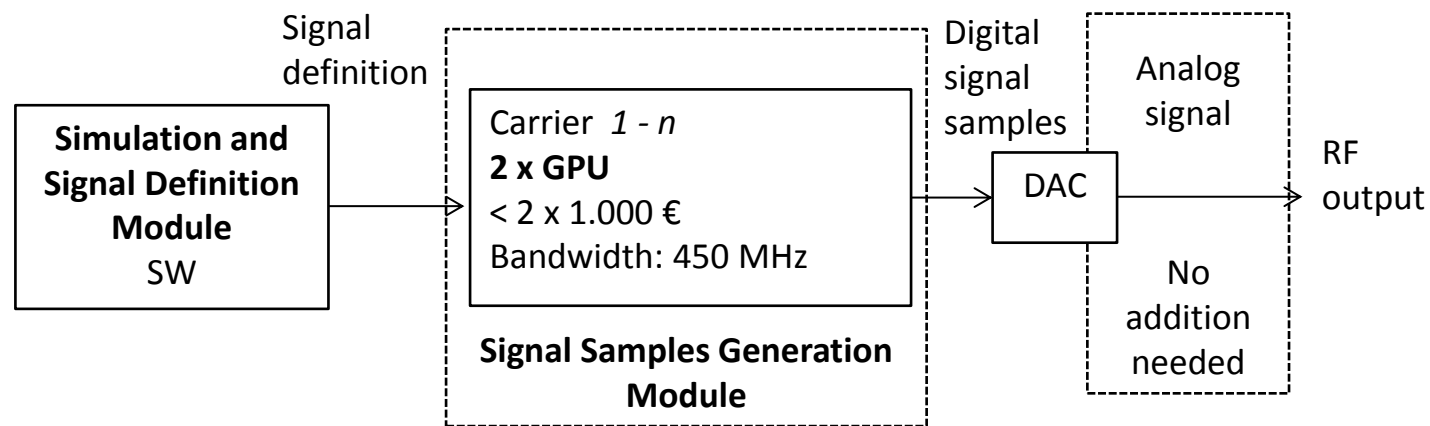 Signal
definition
Simulation and
Signal Definition
Module
SW
Carrier 1 - n
2 x GPU
< 2 x 1.000 €
Bandwidth: 450 MHz
Signal Samples Generation
Module
Digital
signal
samples
DAC
Analog
signal
No
addition
needed
RF
output